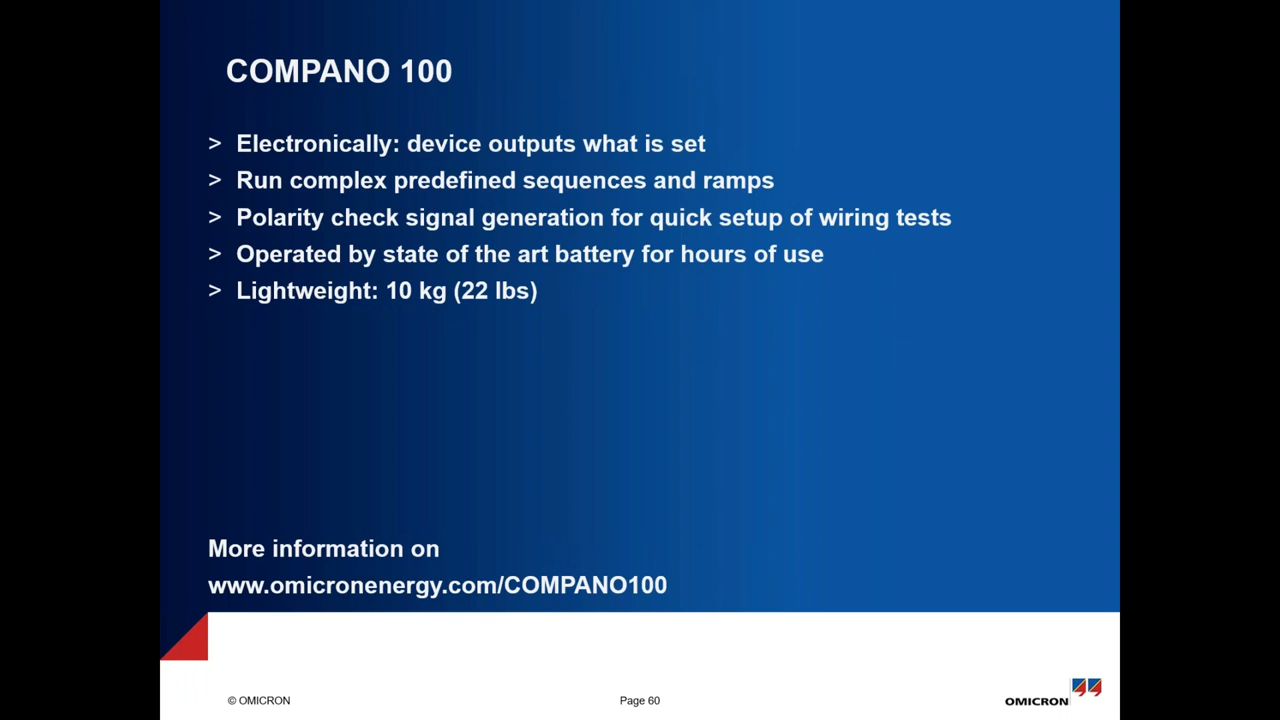 COMPANO 100
> Electronically: device outputs what is set
> Run complex predefined sequences and ramps
> Polarity check signal generation for quick setup of wiring tests
> Operated by state of the art battery for hours of use
> Lightweight: 10 kg (22 lbs)
More information on
www.omicronenergy.com/COMPANO100
© OMICRON
Page 60
OMICRON